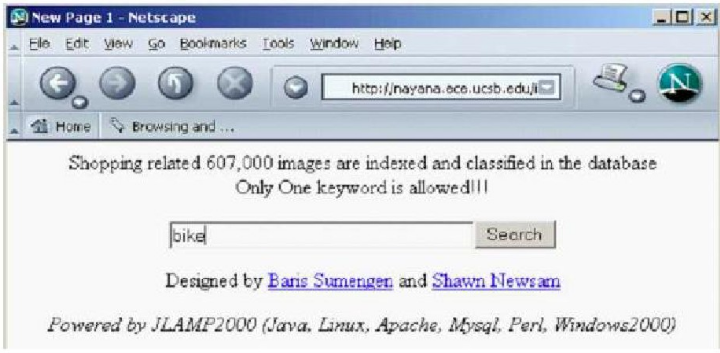 New Page 1 - Netscape
File Edit View Go Bookmarks Tools Window Help
http://nayana.ece.ucsb.edu/i
N
Home Browsing and ...
Shopping related 607,000 images are indexed and classified in the database
Only One keyword is allowed!!!
bike Search
Designed by Baris Sumengen and Shawn Newsam
Powered by JLAMP2000 (Java, Linux, Apache, Mysql, Perl, Windows2000)